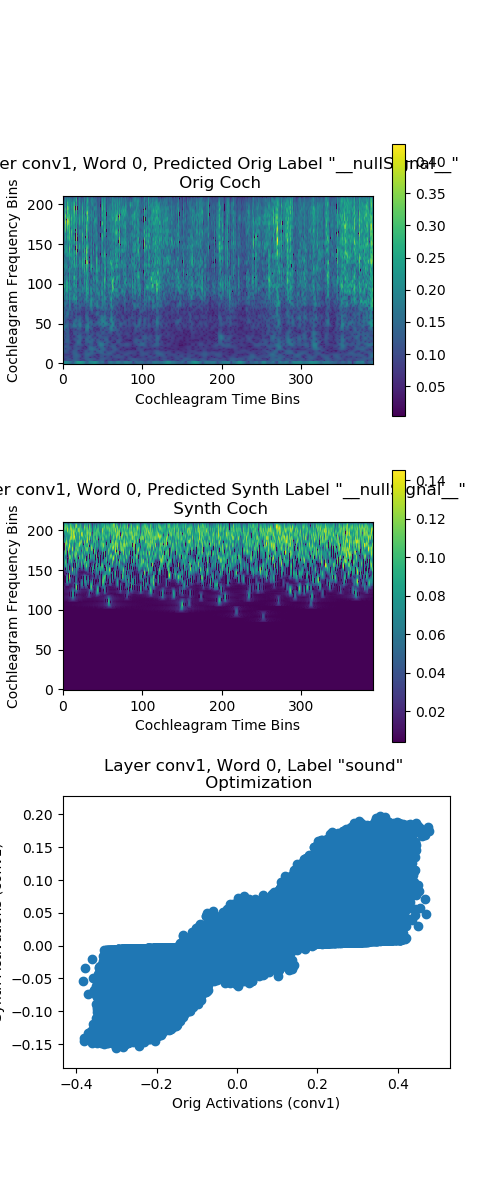 er conv1, Word 0, Predicted Orig Label "__nullSignal__"
Orig Coch
Cochleagram Frequency Bins
200
150
100
50
0
0 100 200 300
Cochleagram Time Bins
0.40
0.35
0.30
0.25
0.20
0.15
0.10
0.05
er conv1, Word 0, Predicted Synth Label "__nullSignal__"
Synth Coch
Cochleagram Frequency Bins
200
150
100
50
0
0 100 200 300
Cochleagram Time Bins
0.14
0.12
0.10
0.08
0.06
0.04
0.02
Layer conv1, Word 0, Label "sound"
Optimization
0.20
0.15
0.10
0.05
0.00
−0.05
−0.10
−0.15
−0.4 −0.2 0.0 0.2 0.4
Orig Activations (conv1)